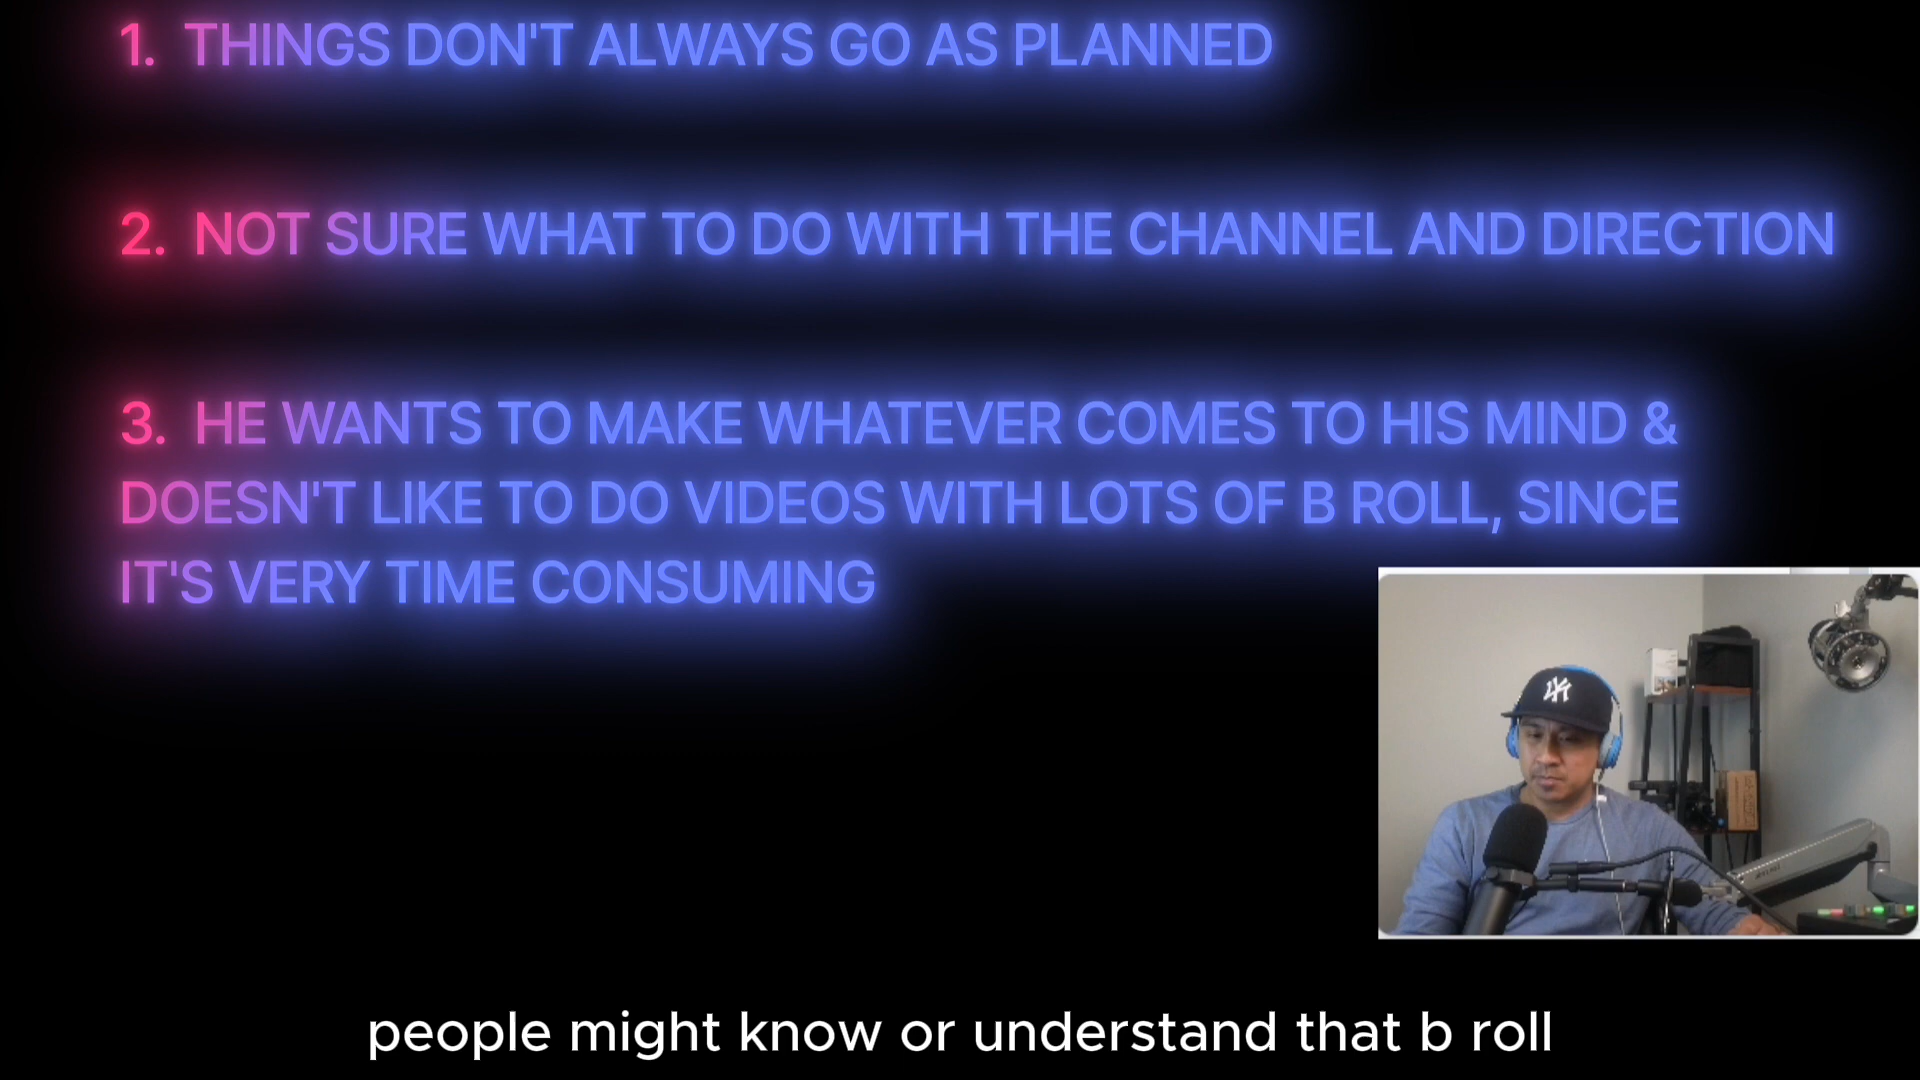 1. THINGS DON'T ALWAYS GO AS PLANNED
2. NOT SURE WHAT TO DO WITH THE CHANNEL AND DIRECTION
3. HE WANTS TO MAKE WHATEVER COMES TO HIS MIND &
DOESN'T LIKE TO DO VIDEOS WITH LOTS OF B ROLL, SINCE
IT'S VERY TIME CONSUMING
NY
people might know or understand that b roll